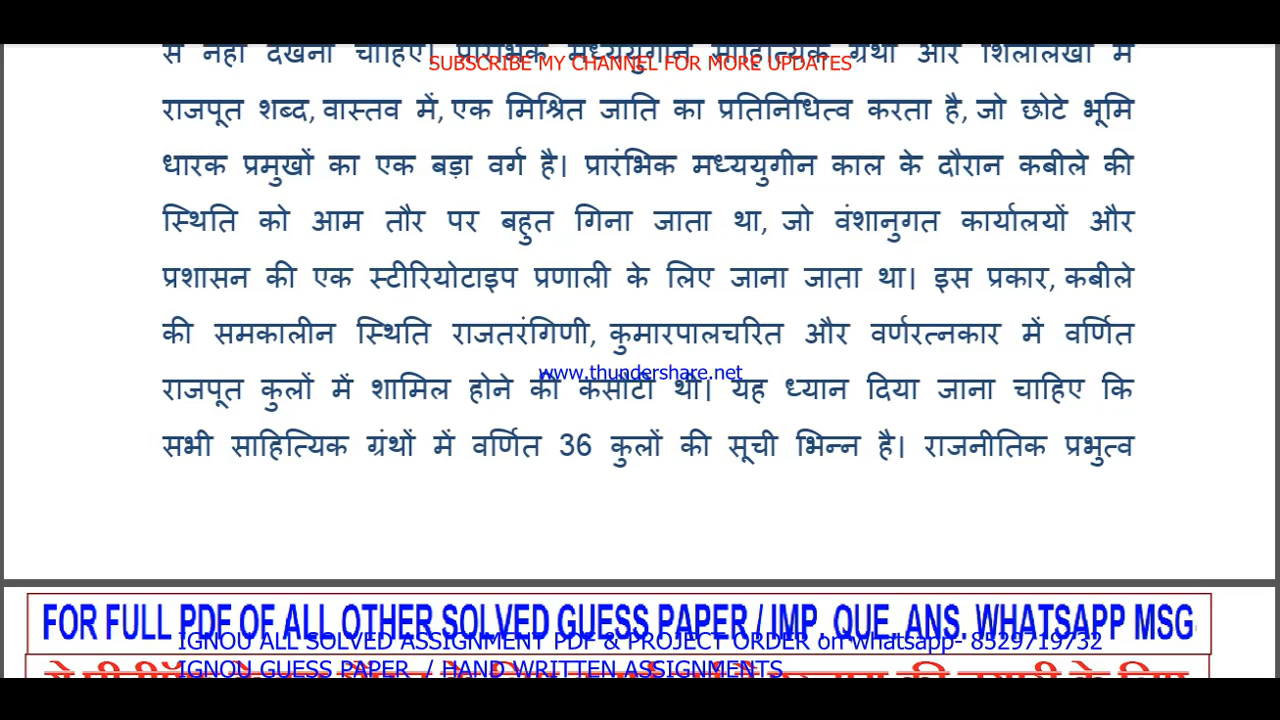 से नहीं देखना चाहिए। प्रारंभिक मध्ययुगीन साहित्यिक ग्रंथों और शिलालेखों में
SUBSCRIBE MY CHANNEL FOR MORE UPDATES
राजपूत शब्द, वास्तव में, एक मिश्रित जाति का प्रतिनिधित्व करता है, जो छोटे भूमि
धारक प्रमुखों का एक बड़ा वर्ग है। प्रारंभिक मध्ययुगीन काल के दौरान कबीले की
स्थिति को आम तौर पर बहुत गिना जाता था, जो वंशानुगत कार्यालयों और
प्रशासन की एक स्टीरियोटाइप प्रणाली के लिए जाना जाता था। इस प्रकार, कबीले
की समकालीन स्थिति राजतरंगिणी, कुमारपालचरित और वर्णरत्नकार में वर्णित
www.thundershare.net
राजपूत कुलों में शामिल होने की कसौटी थी। यह ध्यान दिया जाना चाहिए कि
सभी साहित्यिक ग्रंथों में वर्णित 36 कुलों की सूची भिन्न है। राजनीतिक प्रभुत्व
FOR FULL PDF OF ALL OTHER SOLVED GUESS PAPER / IMP. QUE. ANS. WHATSAPP MSG
IGNOU ALL SOLVED ASSIGNMENT PDF & PROJECT ORDER on whatsapp- 8529719732
IGNOU GUESS PAPER / HAND WRITTEN ASSIGNMENTS